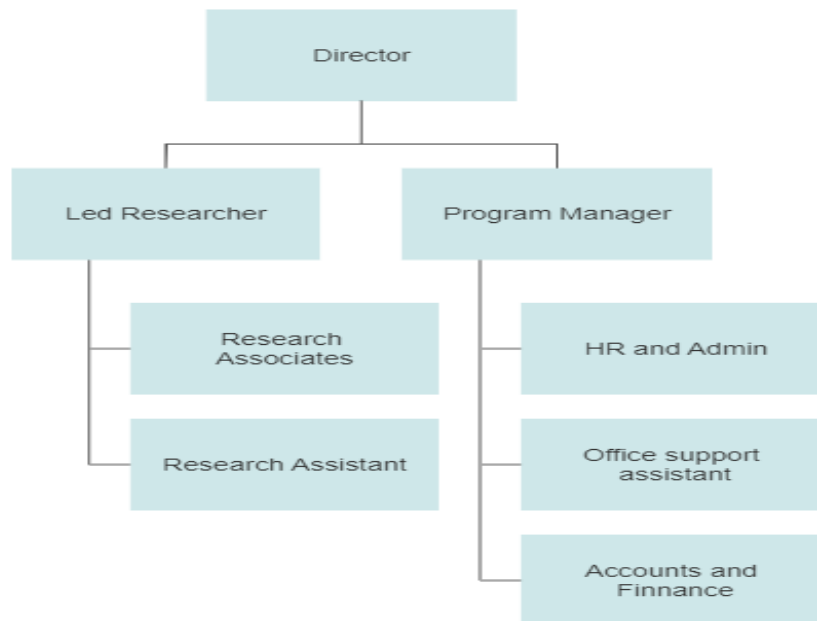 Director
Led Researcher
Program Manager
Research
Associates
HR and Admin
Research Assistant
Office support
assistant
Accounts and
Finnance